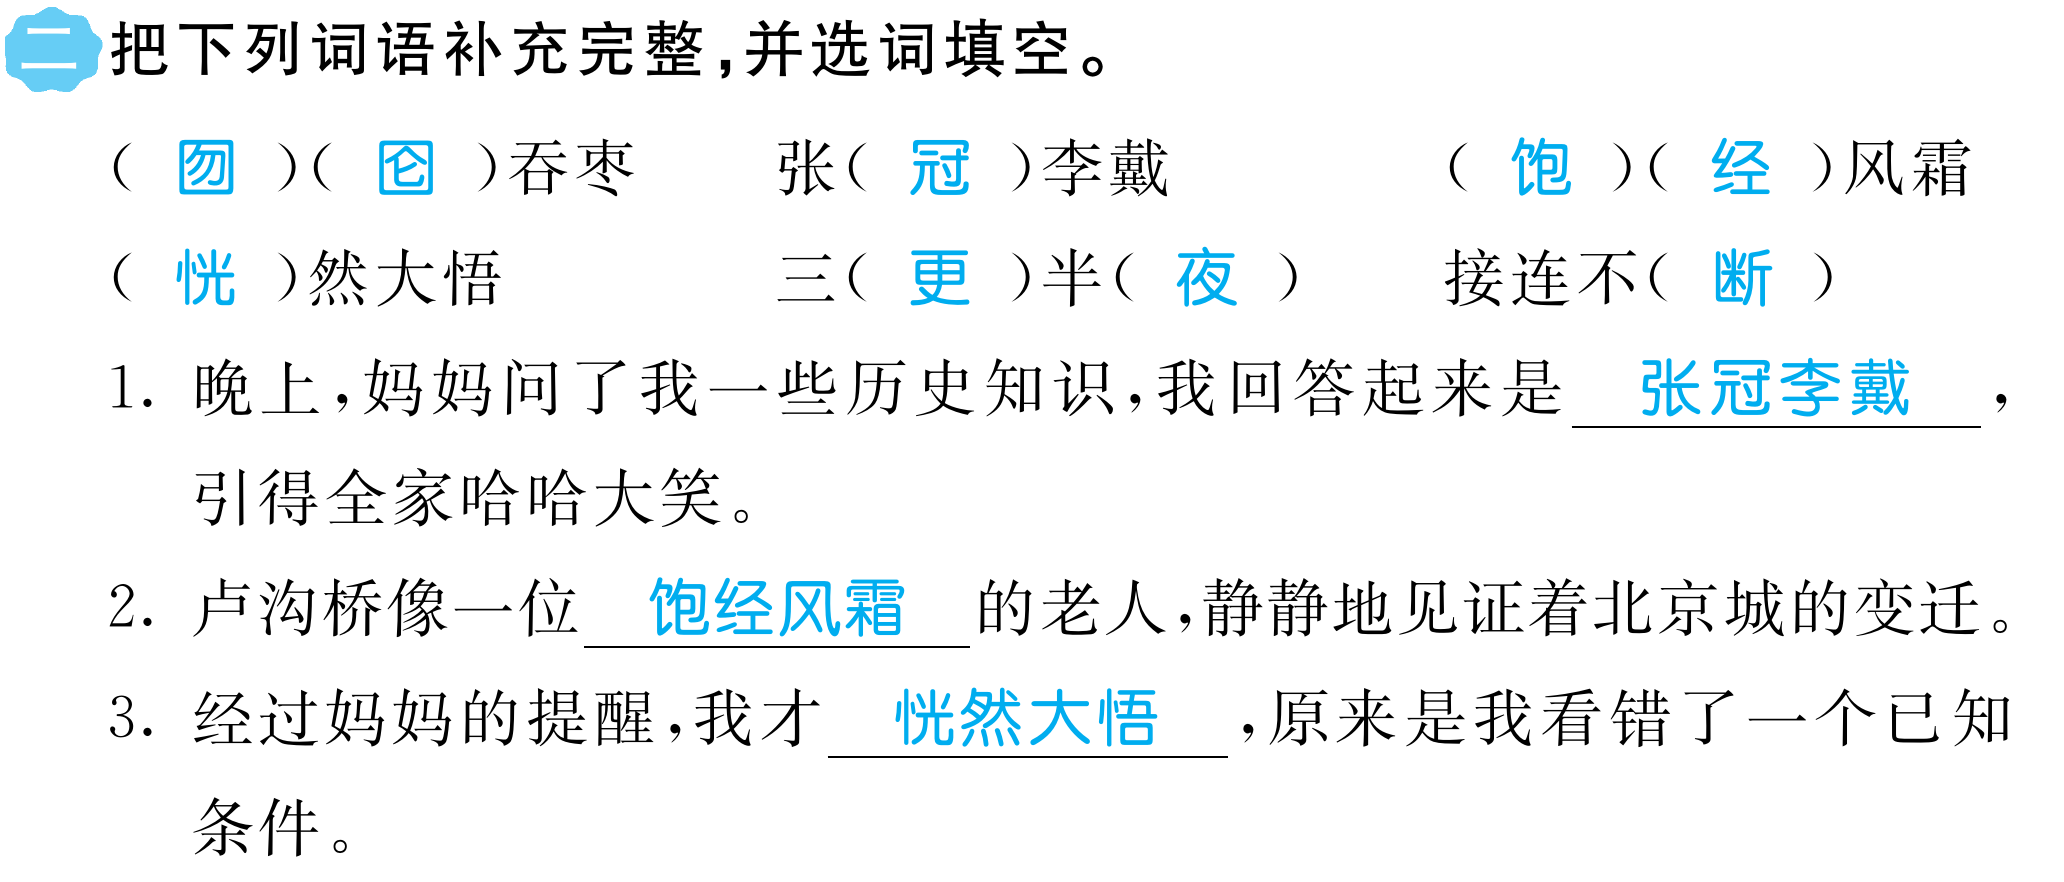 二 把下列词语补充完整,并选词填空。
( 囫 )( 囵 )吞枣 张( 冠 )李戴 ( 饱 )( 经 )风霜
( 恍 )然大悟 三( 更 )半( 夜 ) 接连不( 断 )
1. 晚上,妈妈问了我一些历史知识,我回答起来是 张冠李戴 ,
引得全家哈哈大笑。
2. 卢沟桥像一位 饱经风霜 的老人,静静地见证着北京城的变迁。
3. 经过妈妈的提醒,我才 恍然大悟 ,原来是我看错了一个已知
条件。